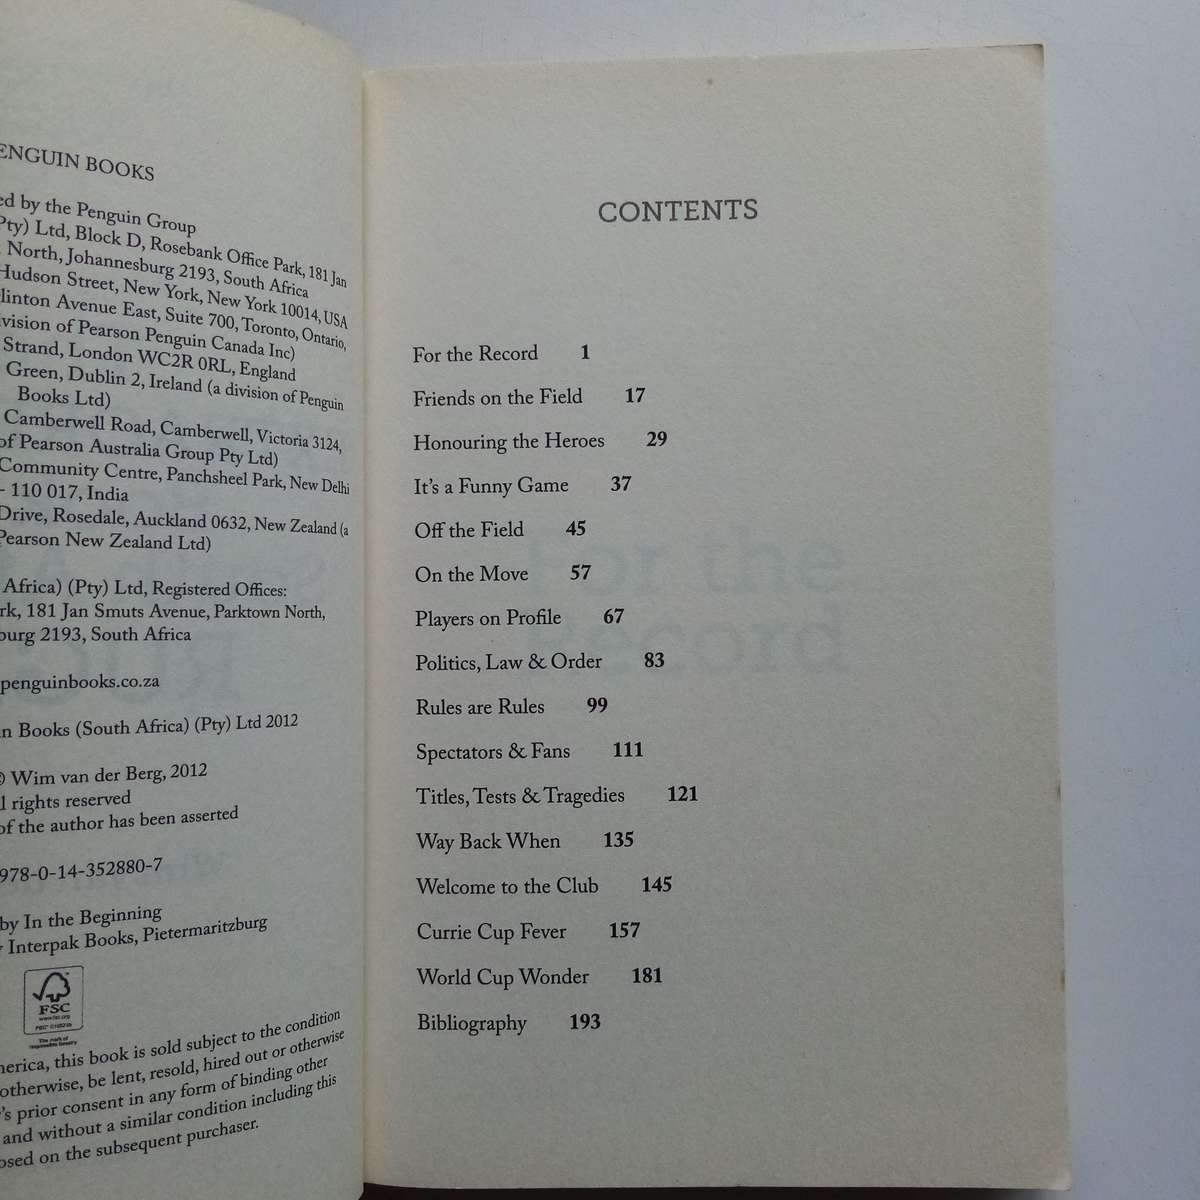 ENGUIN BOOKS
ed by the Penguin Group
Pty) Ltd, Block D, Rosebank Office Park, 181 Jan
North, Johannesburg 2193, South Africa
Hudson Street, New York, New York 10014, USA
linton Avenue East, Suite 700, Toronto, Ontario,
vision of Pearson Penguin Canada Inc)
Strand, London WC2R 0RL, England
Green, Dublin 2, Ireland (a division of Penguin
Books Ltd)
Camberwell Road, Camberwell, Victoria 3124,
of Pearson Australia Group Pty Ltd)
Community Centre, Panchsheel Park, New Delhi
– 110 017, India
Drive, Rosedale, Auckland 0632, New Zealand (a
Pearson New Zealand Ltd)
Africa) (Pty) Ltd, Registered Offices:
rk, 181 Jan Smuts Avenue, Parktown North,
burg 2193, South Africa
penguinbooks.co.za
n Books (South Africa) (Pty) Ltd 2012
© Wim van der Berg, 2012
l rights reserved
of the author has been asserted
978-0-14-352880-7
by In the Beginning
y Interpak Books, Pietermaritzburg
FSC
www.fsc.org
The mark of
responsible forestry
merica, this book is sold subject to the condition
otherwise, be lent, resold, hired out or otherwise
r's prior consent in any form of binding other
and without a similar condition including this
osed on the subsequent purchaser.
CONTENTS
For the Record 1
Friends on the Field 17
Honouring the Heroes 29
It's a Funny Game 37
Off the Field 45
On the Move 57
Players on Profile 67
Politics, Law & Order 83
Rules are Rules 99
Spectators & Fans 111
Titles, Tests & Tragedies 121
Way Back When 135
Welcome to the Club 145
Currie Cup Fever 157
World Cup Wonder 181
Bibliography 193